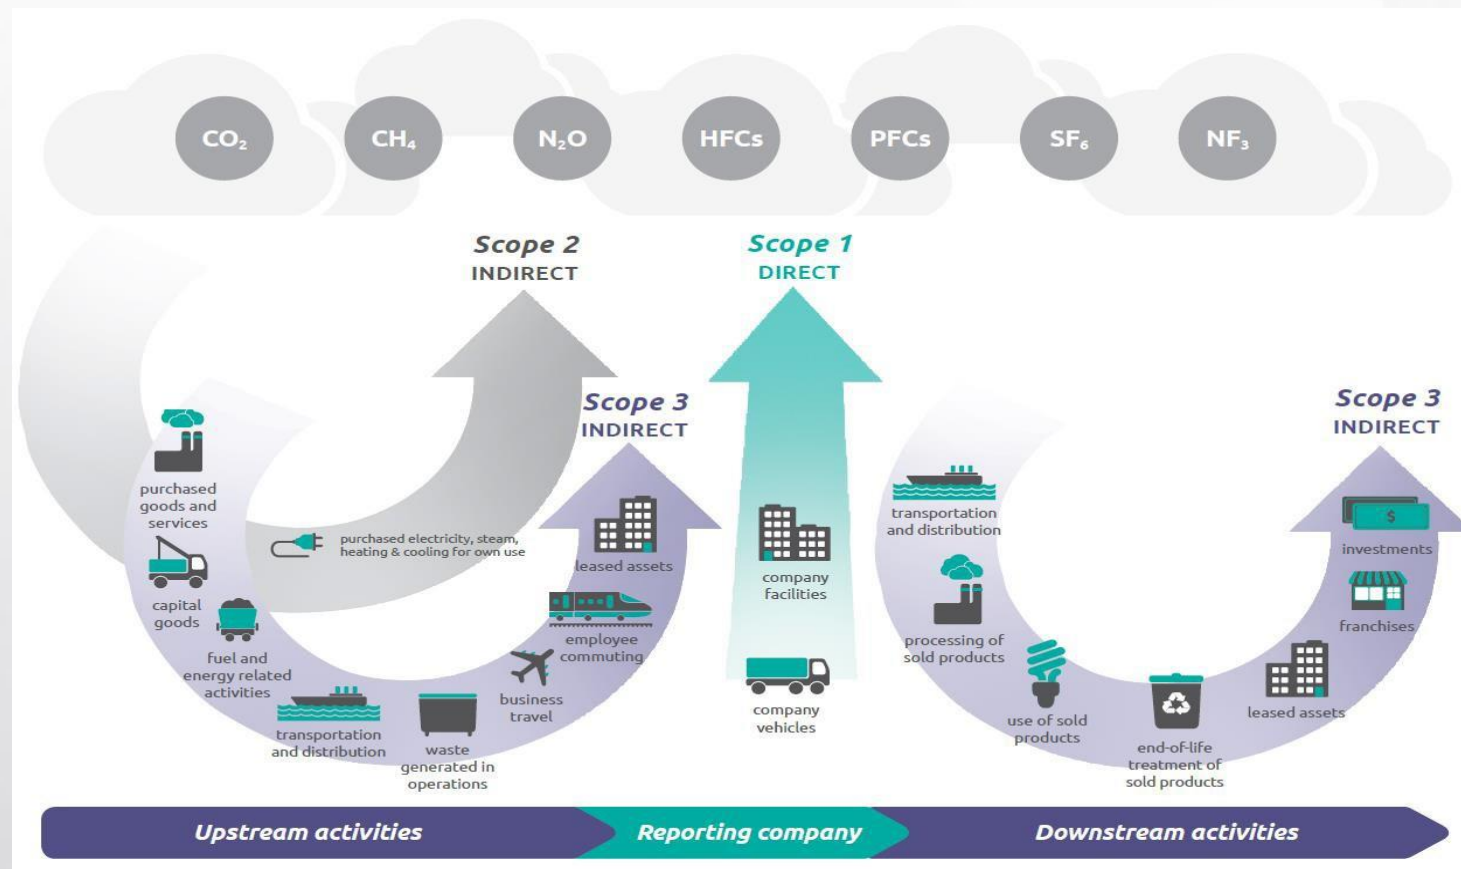 CO₂
CH₄
N₂O
HFCs
PFCs
SF₆
NF₃
Scope 2
INDIRECT
Scope 1
DIRECT
Scope 3
INDIRECT
Scope 3
INDIRECT
purchased
goods and
services
capital
goods
fuel and
energy related
activities
transportation
and distribution
waste
generated in
operations
business
travel
employee
commuting
leased assets
purchased electricity, steam,
heating & cooling for own use
company
facilities
company
vehicles
transportation
and distribution
processing of
sold products
use of sold
products
end-of-life
treatment of
sold products
leased assets
franchises
investments
$
Upstream activities
Reporting company
Downstream activities